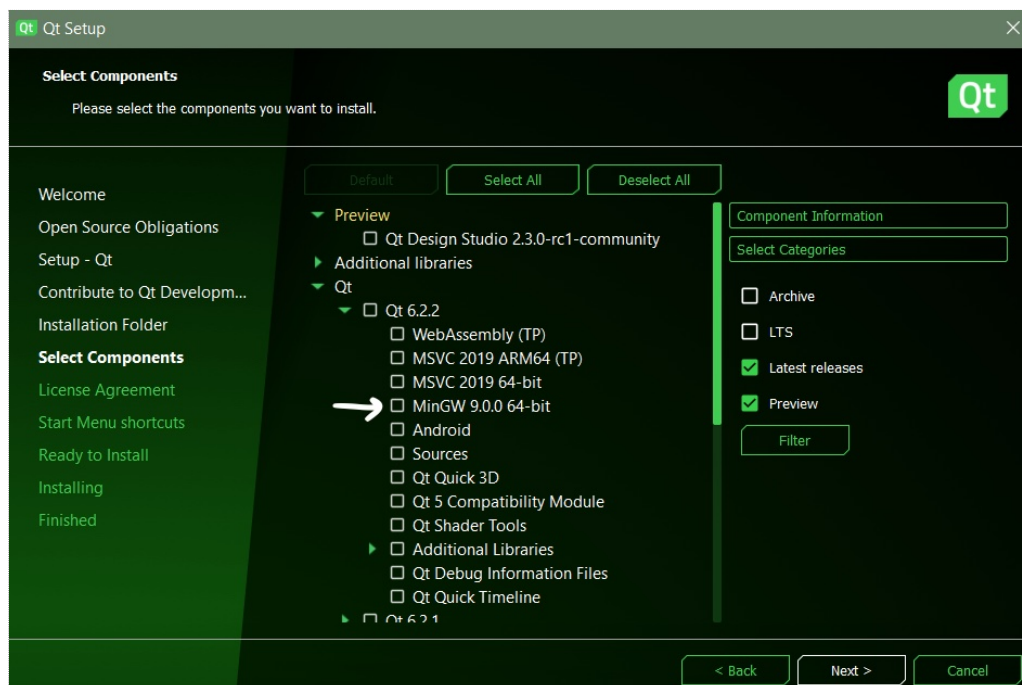 Qt Qt Setup
Select Components
Please select the components you want to install.
Qt
Welcome
Open Source Obligations
Setup - Qt
Contribute to Qt Developm...
Installation Folder
Select Components
License Agreement
Start Menu shortcuts
Ready to Install
Installing
Finished
Default Select All Deselect All
Preview
Qt Design Studio 2.3.0-rc1-community
Additional libraries
Qt
Qt 6.2.2
WebAssembly (TP)
MSVC 2019 ARM64 (TP)
MSVC 2019 64-bit
MinGW 9.0.0 64-bit
Android
Sources
Qt Quick 3D
Qt 5 Compatibility Module
Qt Shader Tools
Additional Libraries
Qt Debug Information Files
Qt Quick Timeline
Qt 6.2.1
Component Information
Select Categories
Archive
LTS
Latest releases
Preview
Filter
< Back Next > Cancel